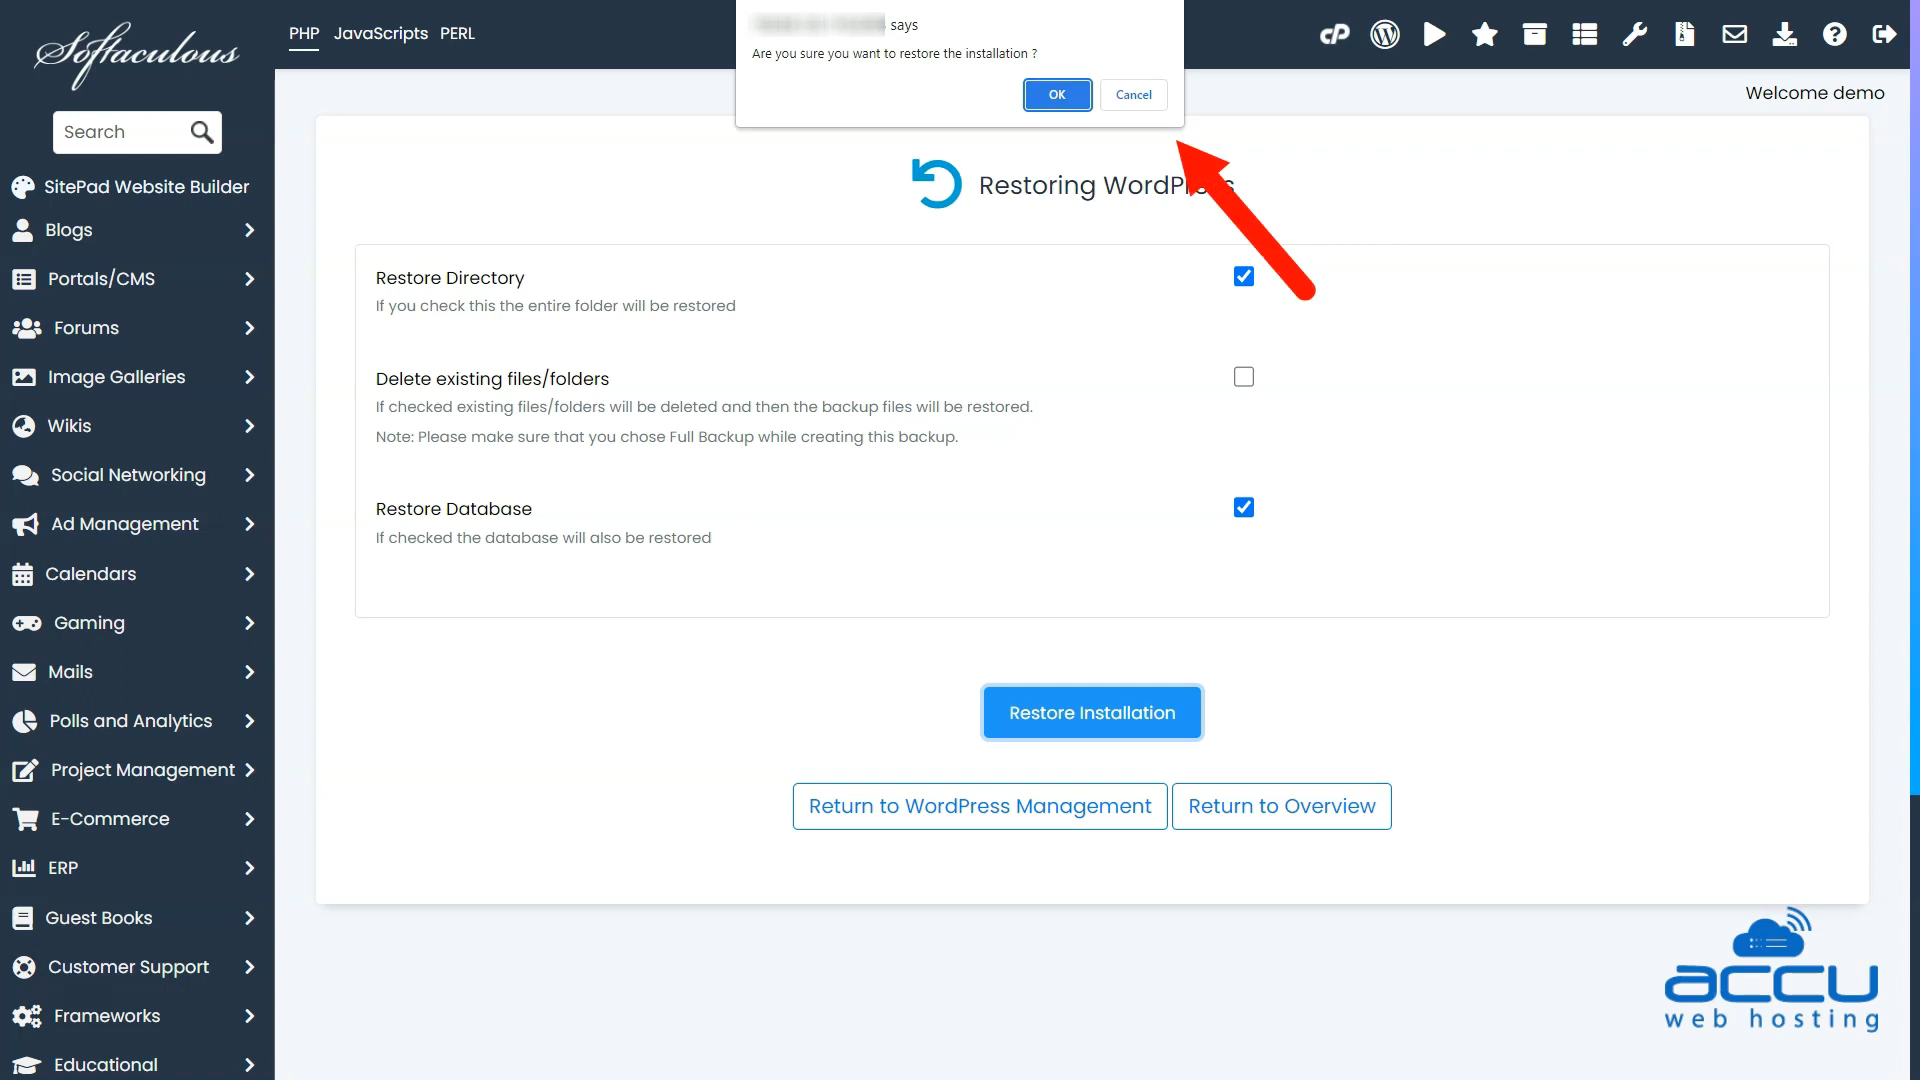 Softaculous
Search
SitePad Website Builder
Blogs
Portals/CMS
Forums
Image Galleries
Wikis
Social Networking
Ad Management
Calendars
Gaming
Mails
Polls and Analytics
Project Management
E-Commerce
ERP
Guest Books
Customer Support
Frameworks
Educational
PHP JavaScripts PERL
says
Are you sure you want to restore the installation ?
OK Cancel
cP
Welcome demo
Restoring
Restore Directory
If you check this the entire folder will be restored
Delete existing files/folders
If checked existing files/folders will be deleted and then the backup files will be restored.
Note: Please make sure that you chose Full Backup while creating this backup.
Restore Database
If checked the database will also be restored
Restore Installation
Return to WordPress Management Return to Overview
accu
web hosting